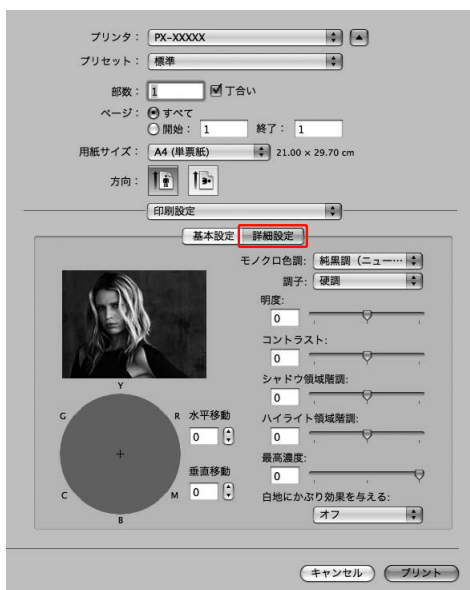 プリンタ： PX-XXXXX
プリセット： 標準
部数： 1 丁合い
ページ： すべて
開始： 1 終了： 1
用紙サイズ： A4 (単票紙) 21.00 × 29.70 cm
方向：
印刷設定
基本設定 詳細設定
モノクロ色調: 純黒調（ニュー…
調子: 硬調
明度:
0
コントラスト:
0
シャドウ領域階調:
0
ハイライト領域階調:
0
最高濃度:
0
白地にかぶり効果を与える:
オフ
Y
G R
C M
B
水平移動
0
垂直移動
0
キャンセル プリント